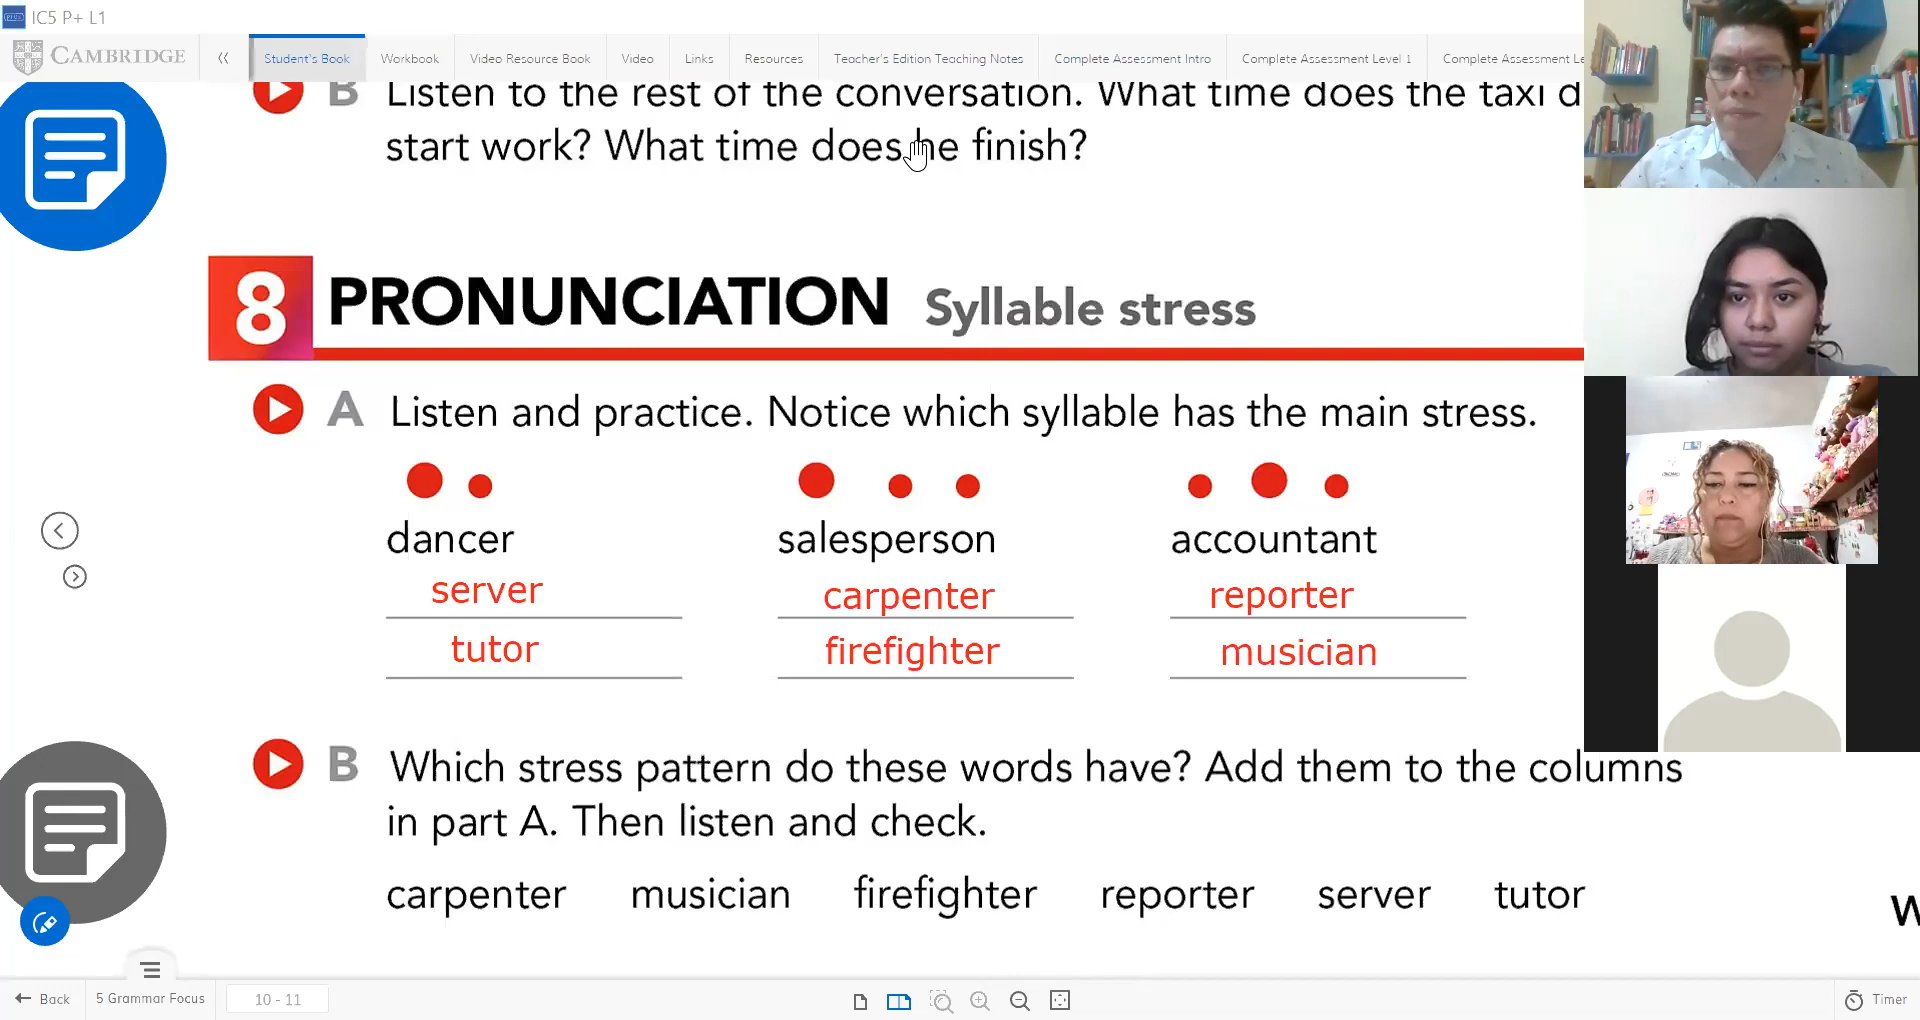 IC5 P+ L1
CAMBRIDGE
Student's Book Workbook Video Resource Book Video Links Resources Teacher's Edition Teaching Notes Complete Assessment Intro Complete Assessment Level 1 Complete Assessment Le
B Listen to the rest of the conversation. What time does the taxi d
start work? What time does he finish?
8 PRONUNCIATION Syllable stress
A Listen and practice. Notice which syllable has the main stress.
dancer salesperson accountant
server carpenter reporter
tutor firefighter musician
B Which stress pattern do these words have? Add them to the columns
in part A. Then listen and check.
carpenter musician firefighter reporter server tutor
W
Back 5 Grammar Focus 10 - 11 Timer